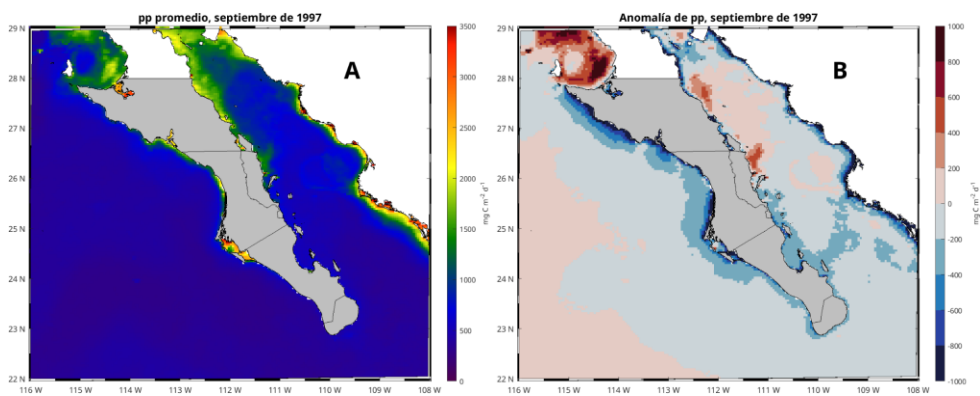 pp promedio, septiembre de 1997
29 N
28 N
27 N
26 N
25 N
24 N
23 N
22 N
116 W
115 W
114 W
113 W
112 W
111 W
110 W
109 W
108 W
A
3500
3000
2500
2000
1500
1000
500
0
mg C m⁻² d⁻¹
Anomalía de pp, septiembre de 1997
29 N
28 N
27 N
26 N
25 N
24 N
23 N
22 N
116 W
115 W
114 W
113 W
112 W
111 W
110 W
109 W
108 W
B
1000
800
600
400
200
0
-200
-400
-600
-800
-1000
mg C m⁻² d⁻¹